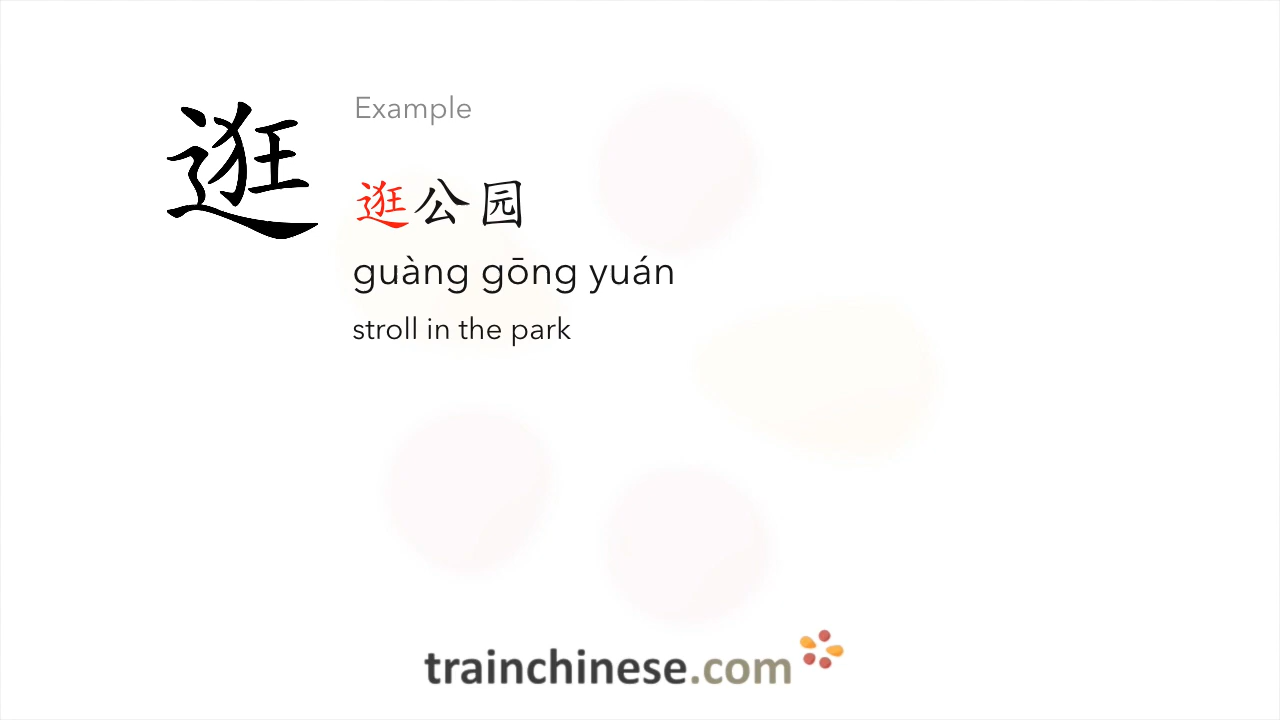 逛
Example
逛公园
guàng gōng yuán
stroll in the park
trainchinese.com